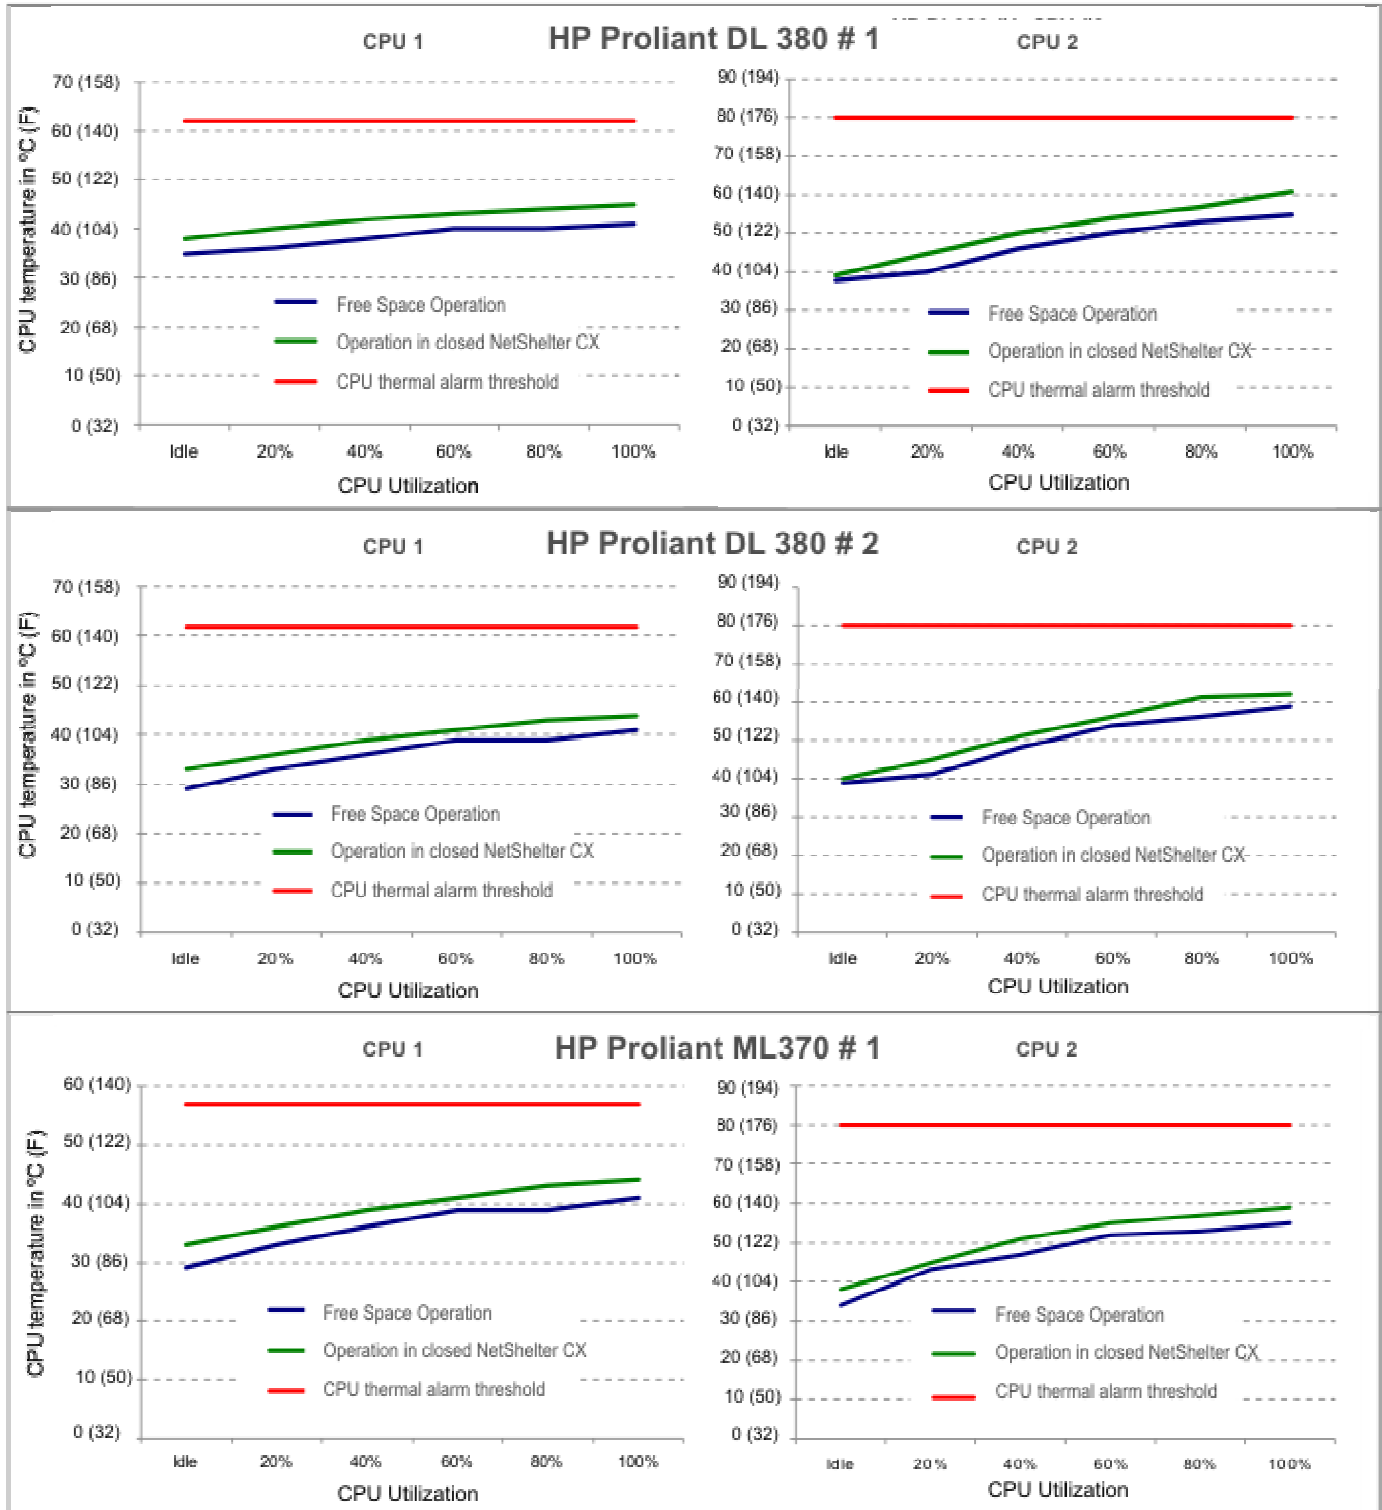 HP Proliant DL 380 # 1
CPU 1
CPU temperature in ºC (F)
70 (158)
60 (140)
50 (122)
40 (104)
30 (86)
20 (68)
10 (50)
0 (32)
Free Space Operation
Operation in closed NetShelter CX
CPU thermal alarm threshold
Idle 20% 40% 60% 80% 100%
CPU Utilization
CPU 2
90 (194)
80 (176)
70 (158)
60 (140)
50 (122)
40 (104)
30 (86)
20 (68)
10 (50)
0 (32)
Free Space Operation
Operation in closed NetShelter CX
CPU thermal alarm threshold
Idle 20% 40% 60% 80% 100%
CPU Utilization
HP Proliant DL 380 # 2
CPU 1
CPU temperature in ºC (F)
70 (158)
60 (140)
50 (122)
40 (104)
30 (86)
20 (68)
10 (50)
0 (32)
Free Space Operation
Operation in closed NetShelter CX
CPU thermal alarm threshold
Idle 20% 40% 60% 80% 100%
CPU Utilization
CPU 2
90 (194)
80 (176)
70 (158)
60 (140)
50 (122)
40 (104)
30 (86)
20 (68)
10 (50)
0 (32)
Free Space Operation
Operation in closed NetShelter CX
CPU thermal alarm threshold
Idle 20% 40% 60% 80% 100%
CPU Utilization
HP Proliant ML370 # 1
CPU 1
CPU temperature in ºC (F)
60 (140)
50 (122)
40 (104)
30 (86)
20 (68)
10 (50)
0 (32)
Free Space Operation
Operation in closed NetShelter CX
CPU thermal alarm threshold
Idle 20% 40% 60% 80% 100%
CPU Utilization
CPU 2
90 (194)
80 (176)
70 (158)
60 (140)
50 (122)
40 (104)
30 (86)
20 (68)
10 (50)
0 (32)
Free Space Operation
Operation in closed NetShelter CX
CPU thermal alarm threshold
Idle 20% 40% 60% 80% 100%
CPU Utilization